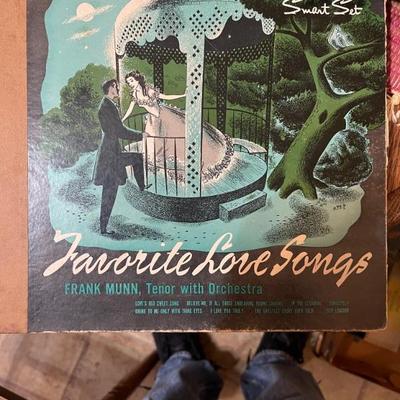 Smart Set
Favorite Love Songs
FRANK MUNN, Tenor with Orchestra
LOVE'S OLD SWEET SONG BELIEVE ME, IF ALL THOSE ENDEARING YOUNG CHARMS IN THE GLOAMING
DRINK TO ME ONLY WITH THINE EYES I LOVE YOU TRULY THE SWEETEST STORY EVER TOLD